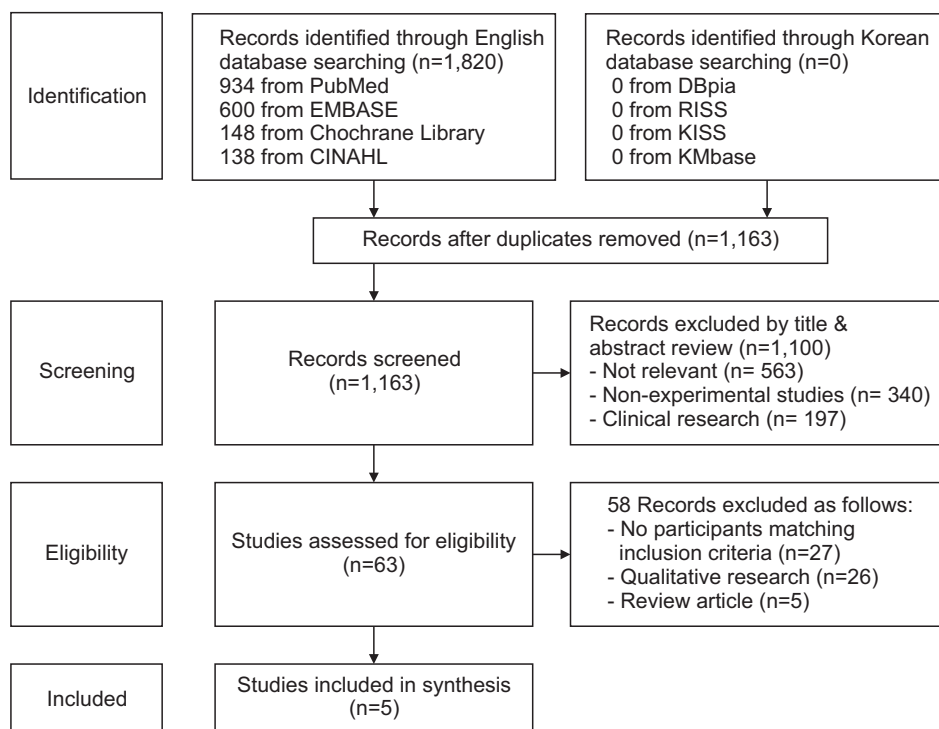 Identification
Records identified through English
database searching (n=1,820)
934 from PubMed
600 from EMBASE
148 from Chochrane Library
138 from CINAHL
Records identified through Korean
database searching (n=0)
0 from DBpia
0 from RISS
0 from KISS
0 from KMbase
Records after duplicates removed (n=1,163)
Screening
Records screened
(n=1,163)
Records excluded by title &
abstract review (n=1,100)
- Not relevant (n= 563)
- Non-experimental studies (n= 340)
- Clinical research (n= 197)
Eligibility
Studies assessed for eligibility
(n=63)
58 Records excluded as follows:
- No participants matching
inclusion criteria (n=27)
- Qualitative research (n=26)
- Review article (n=5)
Included
Studies included in synthesis
(n=5)